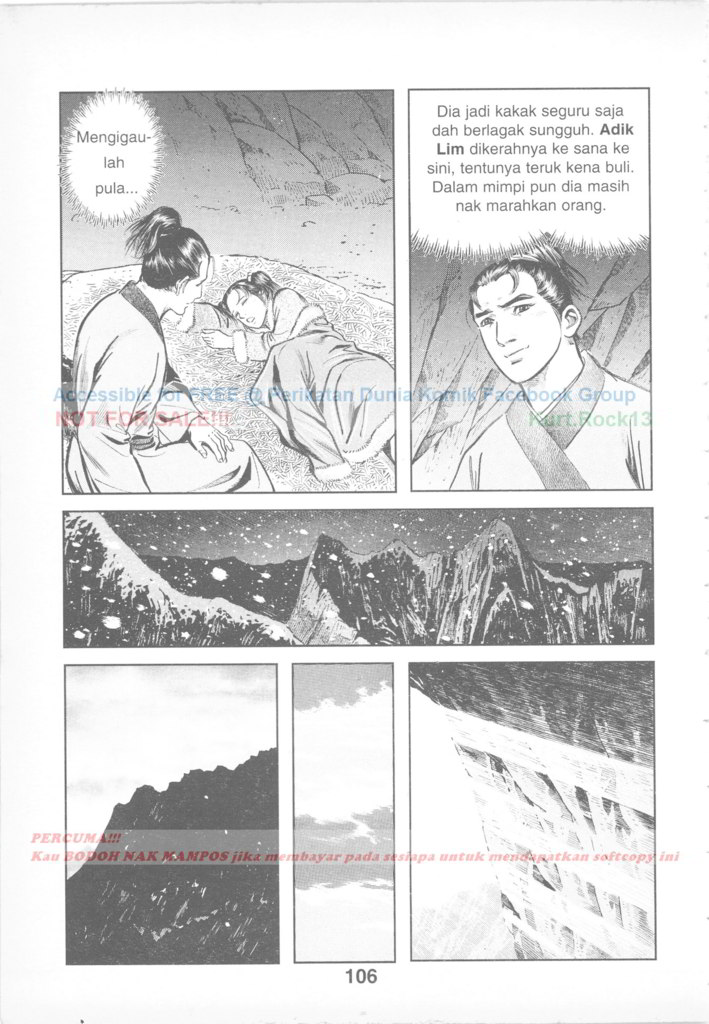 Mengigau-
lah
pula...
Dia jadi kakak seguru saja
dah berlagak sungguh. Adik
Lim dikerahnya ke sana ke
sini, tentunya teruk kena buli.
Dalam mimpi pun dia masih
nak marahkan orang.
Accessible for FREE @ Perikatan Dunia Komik Facebook Group
NOT FOR SALE!!!
Kurt.Rock13
PERCUMA!!!
Kau BODOH NAK MAMPOS jika membayar pada sesiapa untuk mendapatkan softcopy ini
106